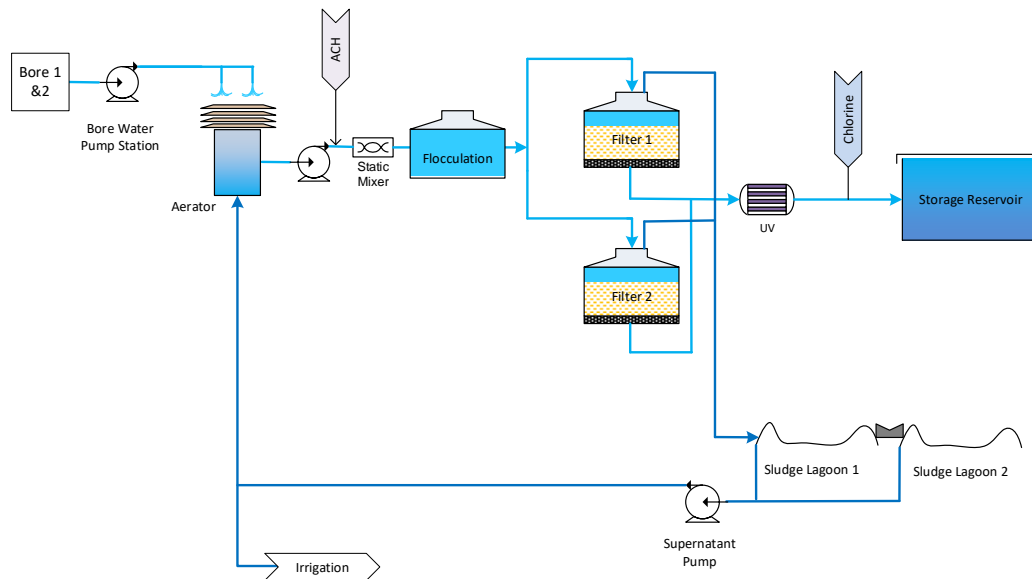 Bore 1
&2
Bore Water
Pump Station
Aerator
ACH
Static
Mixer
Flocculation
Filter 1
Filter 2
UV
Chlorine
Storage Reservoir
Sludge Lagoon 1
Sludge Lagoon 2
Supernatant
Pump
Irrigation